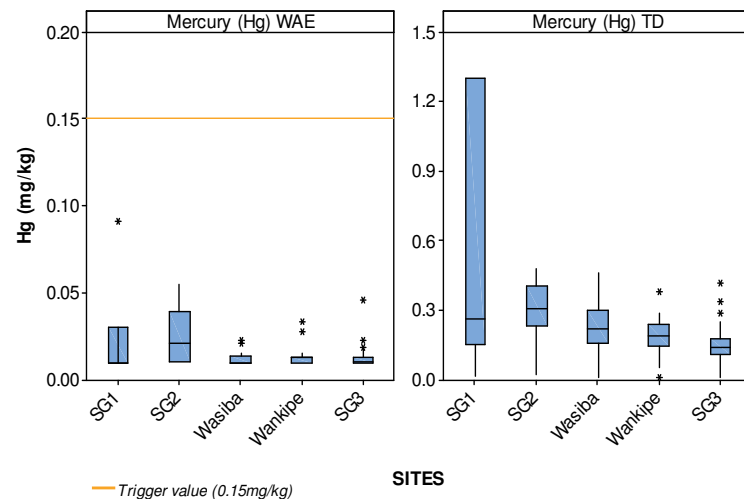 Mercury (Hg) WAE
Mercury (Hg) TD
Hg (mg/kg)
0.20
0.15
0.10
0.05
0.00
1.5
1.2
0.9
0.6
0.3
0.0
SG1
SG2
Wasiba
Wankipe
SG3
SG1
SG2
Wasiba
Wankipe
SG3
SITES
Trigger value (0.15mg/kg)